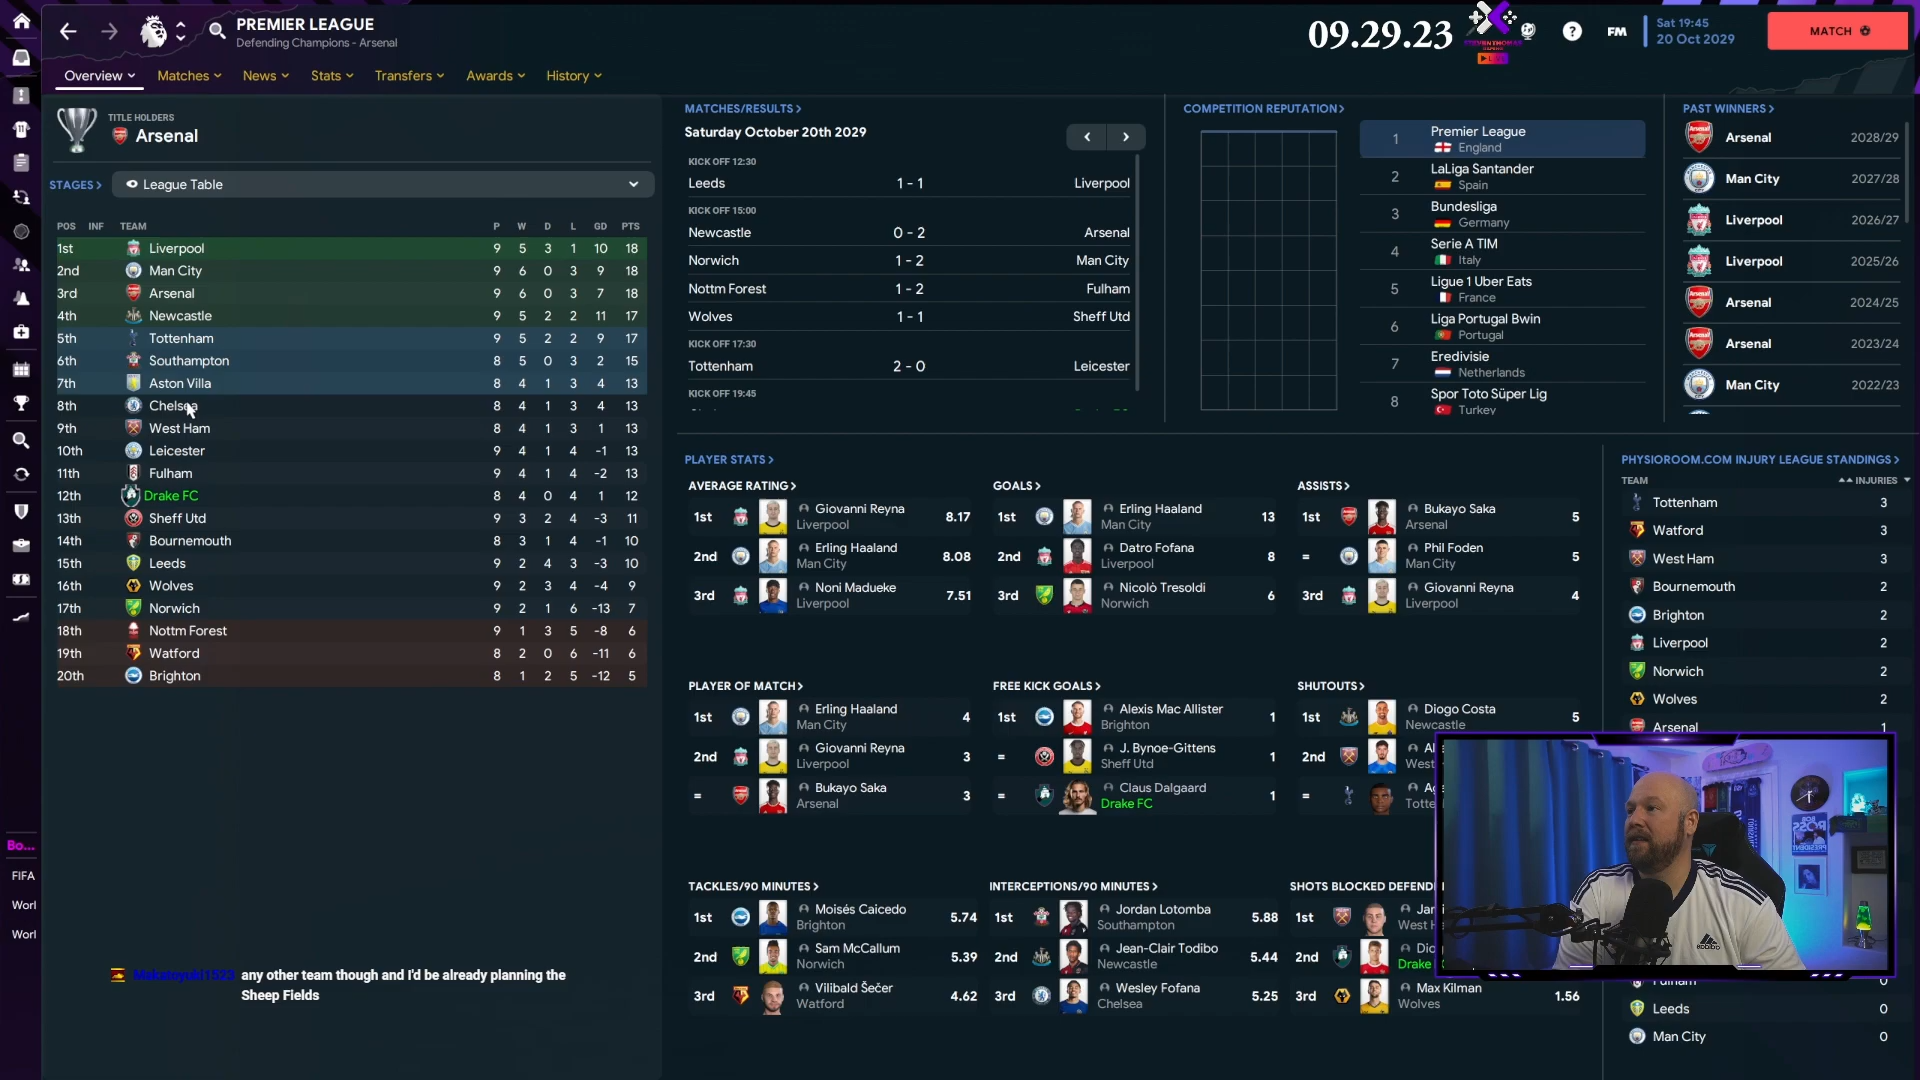 PREMIER LEAGUE
Defending Champions - Arsenal
09.29.23
FM
Sat 19:45
20 Oct 2029
MATCH
Overview
Matches
News
Stats
Transfers
Awards
History
TITLE HOLDERS
Arsenal
STAGES
League Table
POS INF TEAM P W D L GD PTS
1st Liverpool 9 5 3 1 10 18
2nd Man City 9 6 0 3 9 18
3rd Arsenal 9 6 0 3 7 18
4th Newcastle 9 5 2 2 11 17
5th Tottenham 9 5 2 2 9 17
6th Southampton 8 5 0 3 2 15
7th Aston Villa 8 4 1 3 4 13
8th Chelsea 8 4 1 3 4 13
9th West Ham 8 4 1 3 1 13
10th Leicester 9 4 1 4 -1 13
11th Fulham 9 4 1 4 -2 13
12th Drake FC 8 4 0 4 1 12
13th Sheff Utd 9 3 2 4 -3 11
14th Bournemouth 8 3 1 4 -1 10
15th Leeds 9 2 4 3 -3 10
16th Wolves 9 2 3 4 -4 9
17th Norwich 9 2 1 6 -13 7
18th Nottm Forest 9 1 3 5 -8 6
19th Watford 8 2 0 6 -11 6
20th Brighton 8 1 2 5 -12 5
MATCHES/RESULTS
Saturday October 20th 2029
KICK OFF 12:30
Leeds 1 - 1 Liverpool
KICK OFF 15:00
Newcastle 0 - 2 Arsenal
Norwich 1 - 2 Man City
Nottm Forest 1 - 2 Fulham
Wolves 1 - 1 Sheff Utd
KICK OFF 17:30
Tottenham 2 - 0 Leicester
KICK OFF 19:45
COMPETITION REPUTATION
1 Premier League
England
2 LaLiga Santander
Spain
3 Bundesliga
Germany
4 Serie A TIM
Italy
5 Ligue 1 Uber Eats
France
6 Liga Portugal Bwin
Portugal
7 Eredivisie
Netherlands
8 Spor Toto Süper Lig
Turkey
PAST WINNERS
Arsenal 2028/29
Man City 2027/28
Liverpool 2026/27
Liverpool 2025/26
Arsenal 2024/25
Arsenal 2023/24
Man City 2022/23
PLAYER STATS
AVERAGE RATING
1st Giovanni Reyna 8.17
Liverpool
2nd Erling Haaland 8.08
Man City
3rd Noni Madueke 7.51
Liverpool
GOALS
1st Erling Haaland 13
Man City
2nd Datro Fofana 8
Liverpool
3rd Nicolò Tresoldi 6
Norwich
ASSISTS
1st Bukayo Saka 5
Arsenal
= Phil Foden 5
Man City
3rd Giovanni Reyna 4
Liverpool
PLAYER OF MATCH
1st Erling Haaland 4
Man City
2nd Giovanni Reyna 3
Liverpool
= Bukayo Saka 3
Arsenal
FREE KICK GOALS
1st Alexis Mac Allister 1
Brighton
= J. Bynoe-Gittens 1
Sheff Utd
= Claus Dalgaard 1
Drake FC
SHUTOUTS
1st Diogo Costa 5
Newcastle
2nd Al
West
= Ag
Totte
TACKLES/90 MINUTES
1st Moisés Caicedo 5.74
Brighton
2nd Sam McCallum 5.39
Norwich
3rd Vilibald Šečer 4.62
Watford
INTERCEPTIONS/90 MINUTES
1st Jordan Lotomba 5.88
Southampton
2nd Jean-Clair Todibo 5.44
Newcastle
3rd Wesley Fofana 5.25
Chelsea
SHOTS BLOCKED DEFEND
1st Jar
West H
2nd Dio
Drake
3rd Max Kilman 1.56
Wolves
PHYSIOROOM.COM INJURY LEAGUE STANDINGS
TEAM INJURIES
Tottenham 3
Watford 3
West Ham 3
Bournemouth 2
Brighton 2
Liverpool 2
Norwich 2
Wolves 2
Arsenal 1
Fulham 0
Leeds 0
Man City 0
Bo...
FIFA
Worl
Worl
any other team though and I'd be already planning the
Sheep Fields
adidas